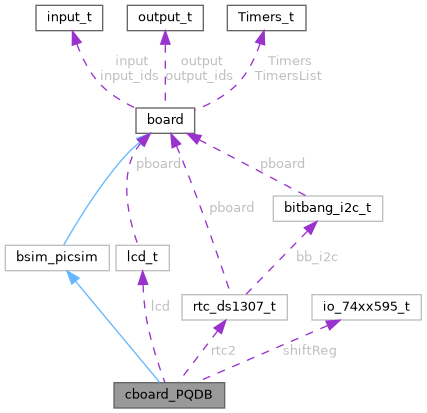 input_t
output_t
Timers_t
input
input_ids
output
output_ids
Timers
TimersList
board
pboard
pboard
pboard
bitbang_i2c_t
bsim_picsim
lcd_t
bb_i2c
rtc_ds1307_t
io_74xx595_t
lcd
rtc2
shiftReg
cboard_PQDB